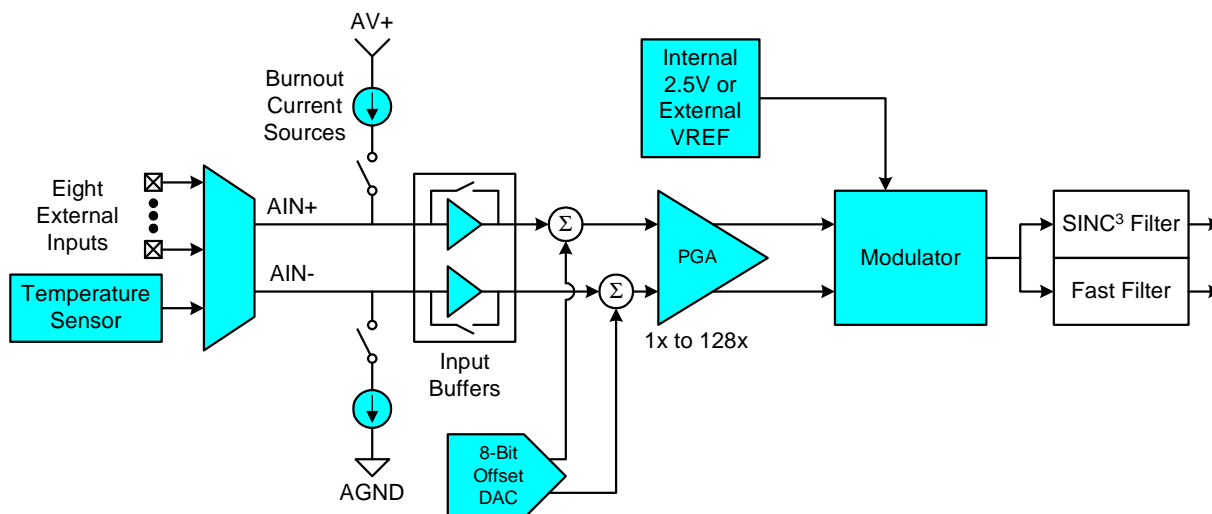 AV+
Burnout
Current
Sources
Internal
2.5V or
External
VREF
Eight
External
Inputs
AIN+
AIN-
Temperature
Sensor
Σ
Σ
PGA
1x to 128x
Modulator
SINC³ Filter
Fast Filter
Input
Buffers
8-Bit
Offset
DAC
AGND